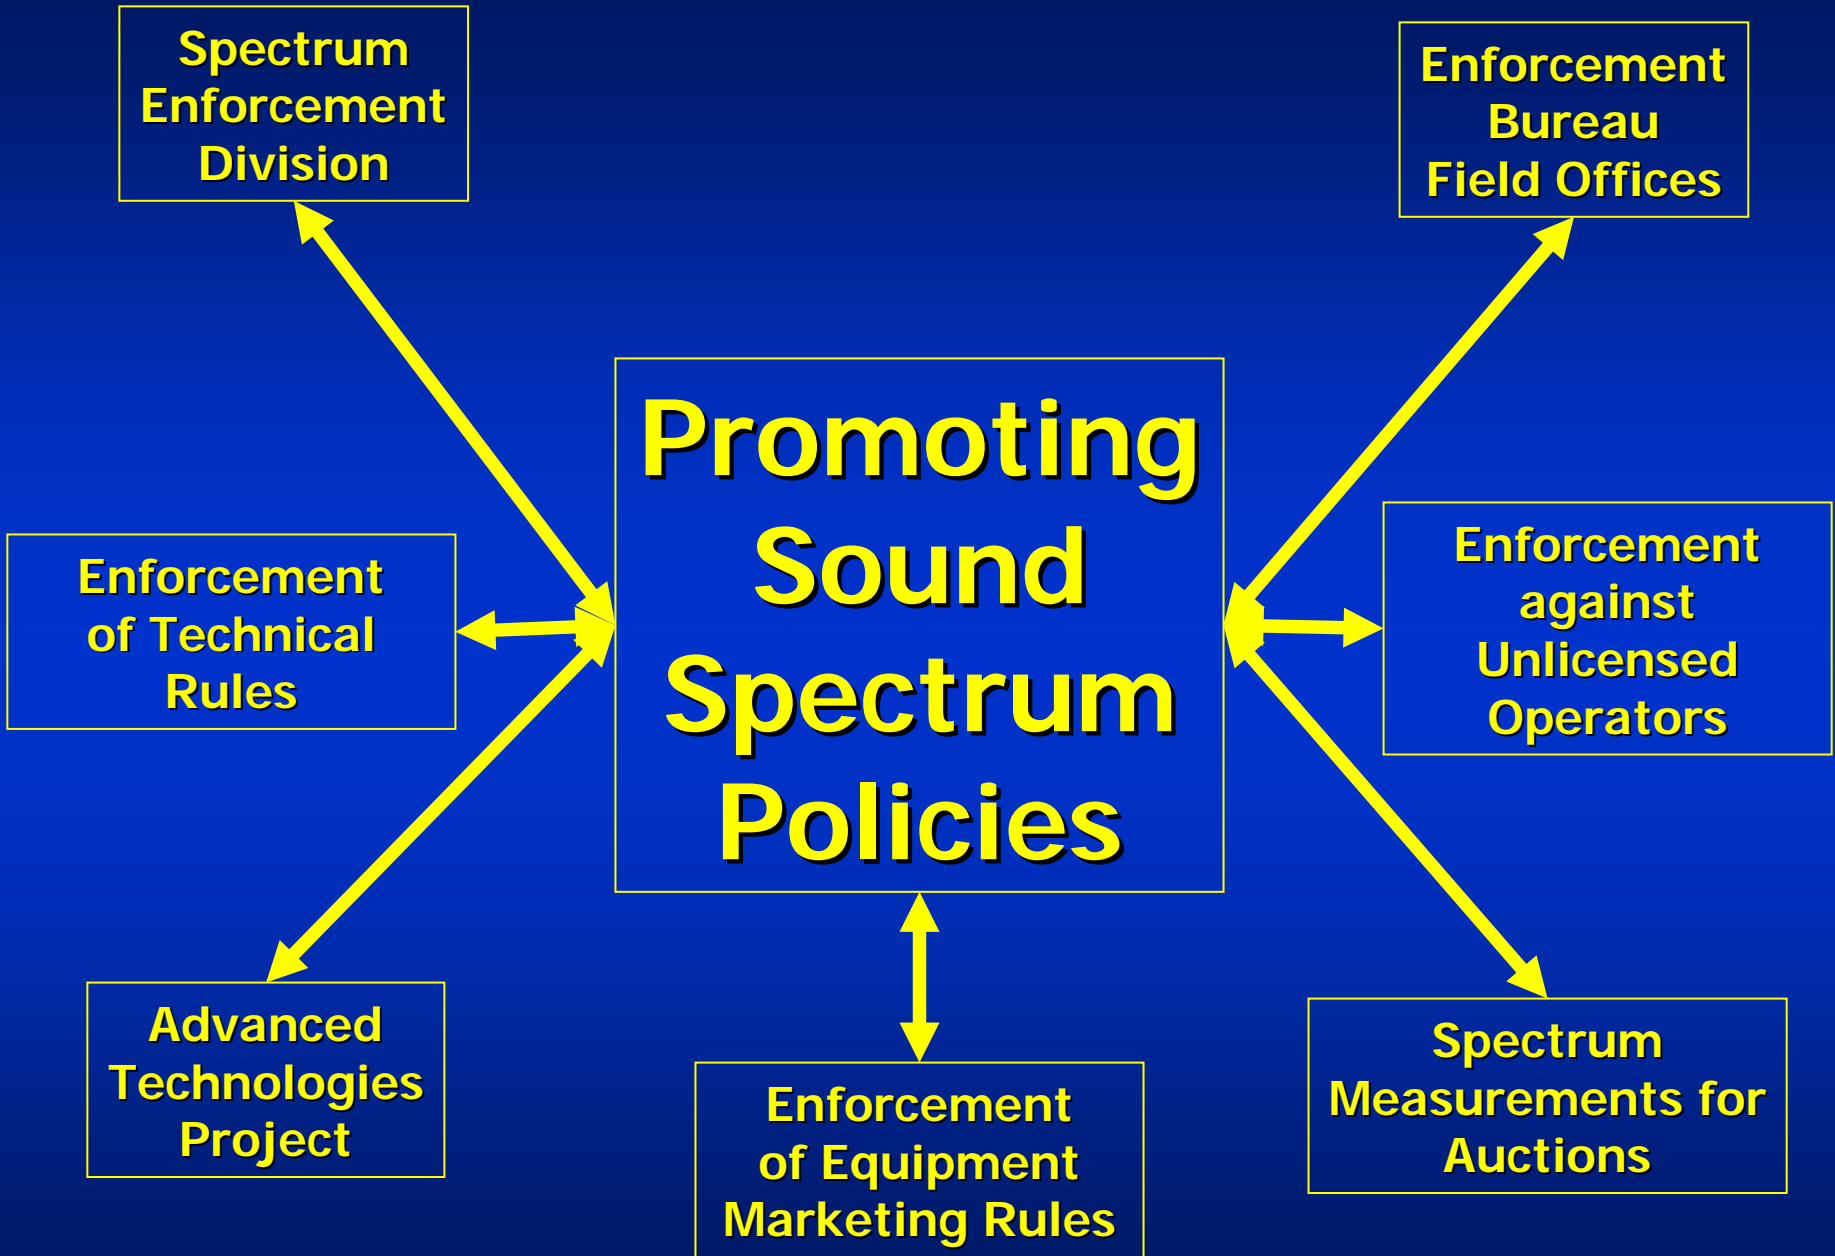 Spectrum
Enforcement
Division
Enforcement
Bureau
Field Offices
Promoting
Sound
Spectrum
Policies
Enforcement
of Technical
Rules
Enforcement
against
Unlicensed
Operators
Advanced
Technologies
Project
Enforcement
of Equipment
Marketing Rules
Spectrum
Measurements for
Auctions